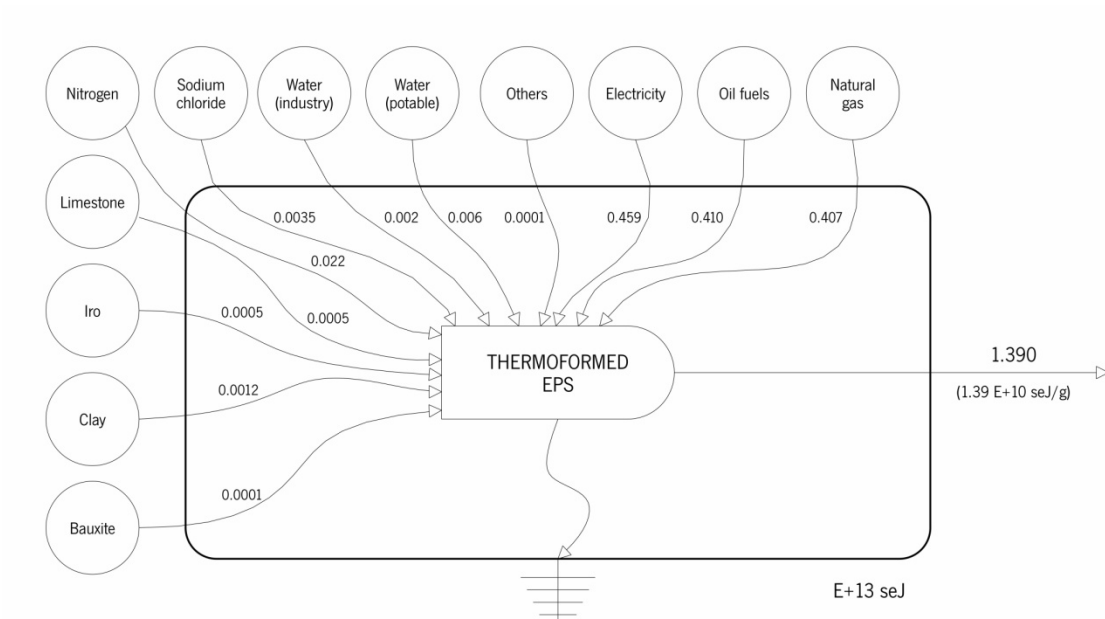 Nitrogen
Sodium
chloride
Water
(industry)
Water
(potable)
Others
Electricity
Oil fuels
Natural
gas
Limestone
Iro
Clay
Bauxite
0.0035
0.002
0.006
0.0001
0.459
0.410
0.407
0.022
0.0005
0.0005
0.0012
0.0001
THERMOFORMED
EPS
1.390
(1.39 E+10 seJ/g)
E+13 seJ